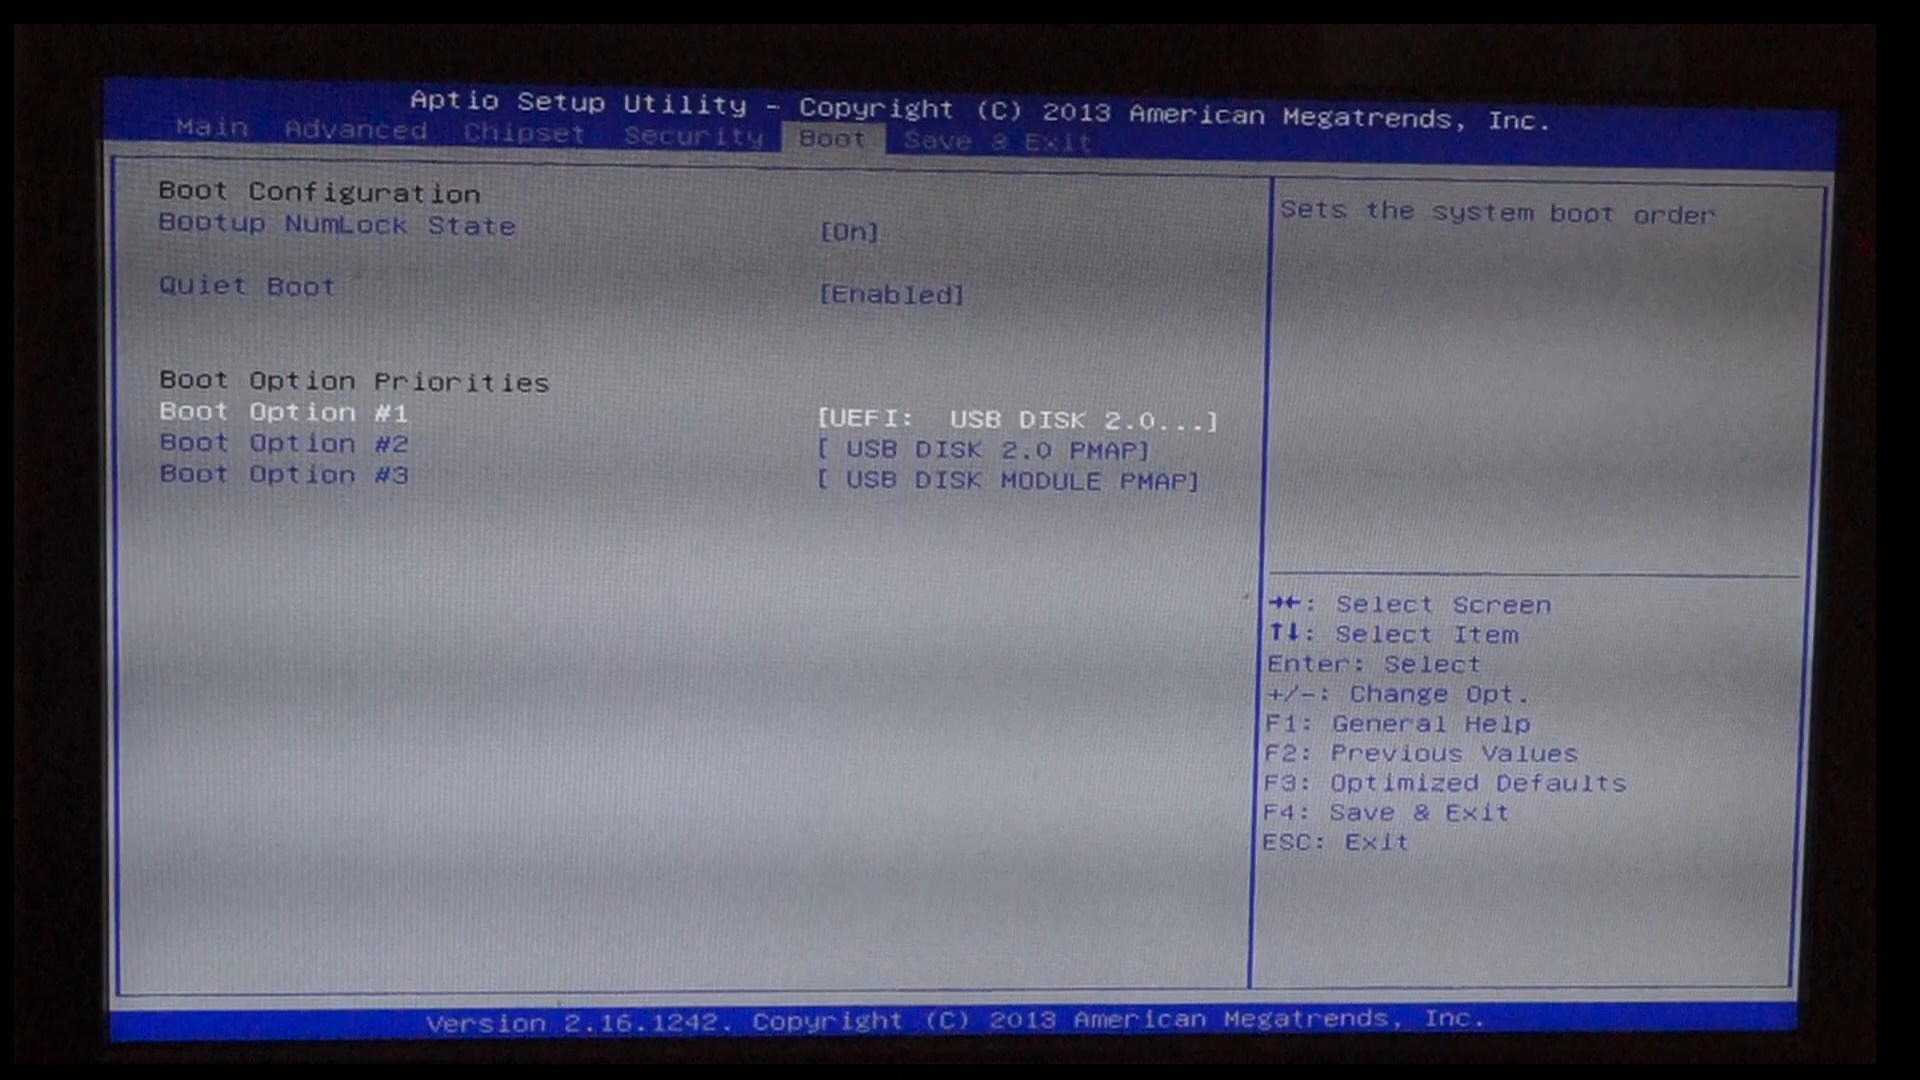 Aptio Setup Utility - Copyright (C) 2013 American Megatrends, Inc.
Main Advanced Chipset Security Boot Save & Exit
Boot Configuration
Bootup NumLock State [On]
Quiet Boot [Enabled]
Boot Option Priorities
Boot Option #1 [UEFI:  USB DISK 2.0...]
Boot Option #2 [ USB DISK 2.0 PMAP]
Boot Option #3 [ USB DISK MODULE PMAP]
Sets the system boot order
→←: Select Screen
↑↓: Select Item
Enter: Select
+/-: Change Opt.
F1: General Help
F2: Previous Values
F3: Optimized Defaults
F4: Save & Exit
ESC: Exit
Version 2.16.1242. Copyright (C) 2013 American Megatrends, Inc.